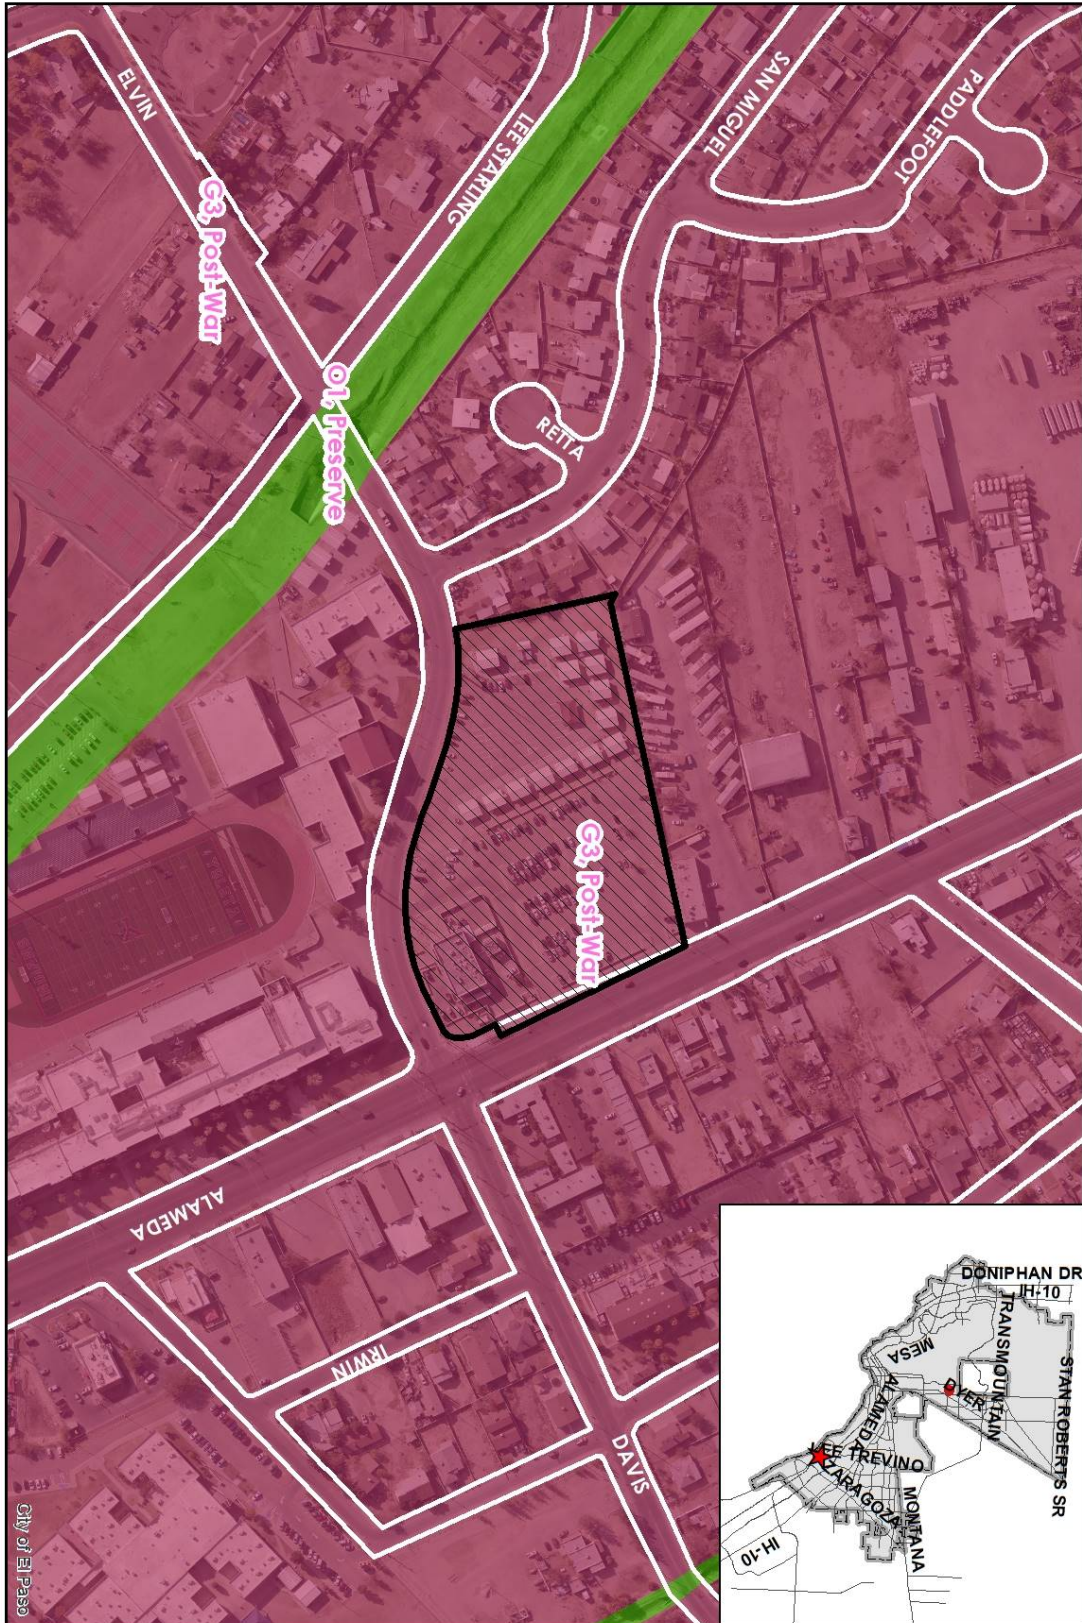 ELVIN
LEE STARLING
SAN MIGUEL
PADDLEFOOT
G3, Post-War
O1, Preserve
RETTA
G3, Post-War
ALAMEDA
IRWIN
DAVIS
DONIPHAN DR
IH-10
TRANSMOUNTAIN
STAN ROBERTS SR
MESA
DYER
ALAMEDA
LEE TREVINO
ZARAGOZA
MONTANA
IH-10
City of El Paso